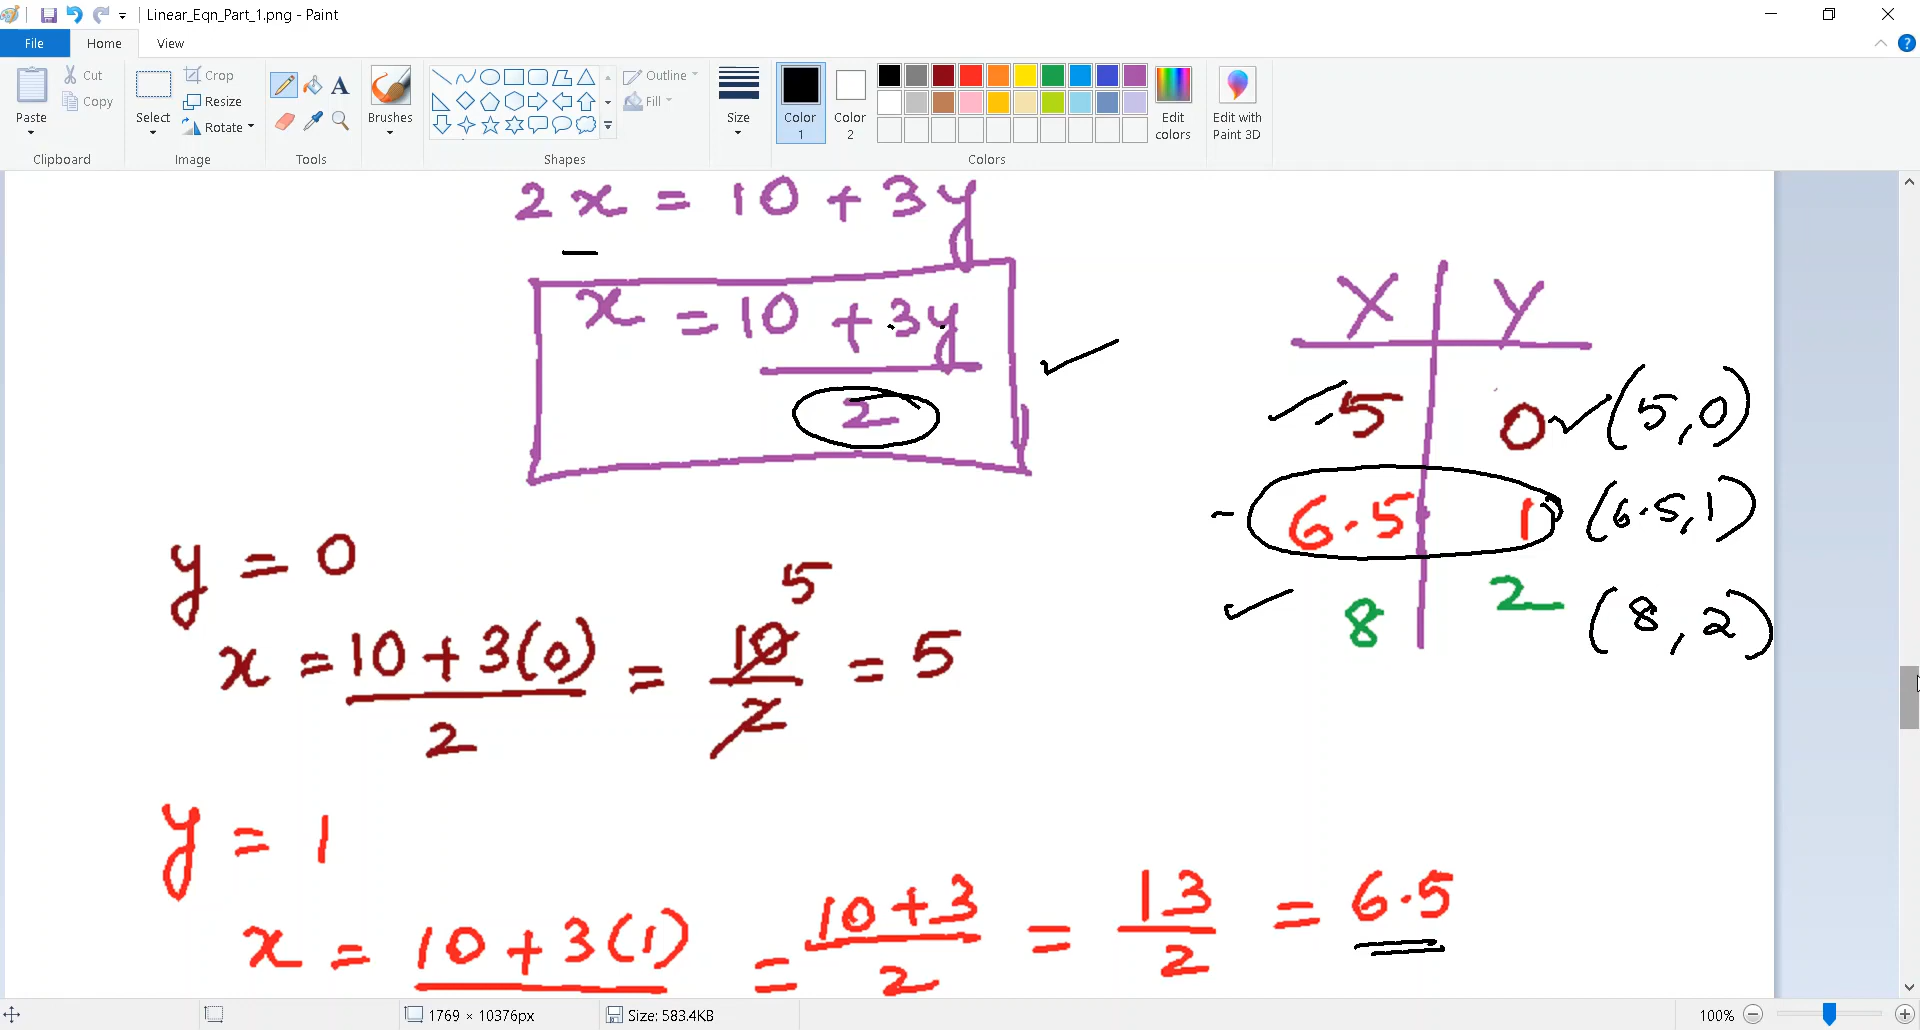 Linear_Eqn_Part_1.png - Paint
File Home View
Paste Cut Copy Clipboard
Select Crop Resize Rotate Image
Tools
Brushes
Outline Fill Shapes
Size
Color 1 Color 2 Edit colors Colors
Edit with Paint 3D
2x = 10 + 3y
x = 10 + 3y
2
X Y
5 0 (5,0)
6.5 1 (6.5,1)
8 2 (8,2)
y = 0
5
x = 10 + 3(0) = 10 = 5
2 2
y = 1
x = 10 + 3(1) = 10+3 = 13 = 6.5
2 2
1769 × 10376px Size: 583.4KB 100%